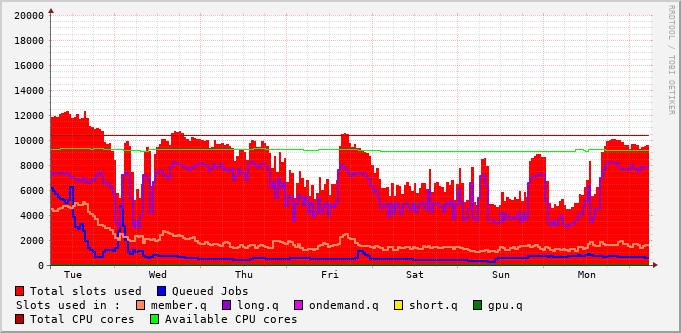 RRDTOOL / TOBI OETIKER
20000
18000
16000
14000
12000
10000
8000
6000
4000
2000
0
Tue Wed Thu Fri Sat Sun Mon
Total slots used Queued Jobs
Slots used in : member.q long.q ondemand.q short.q gpu.q
Total CPU cores Available CPU cores